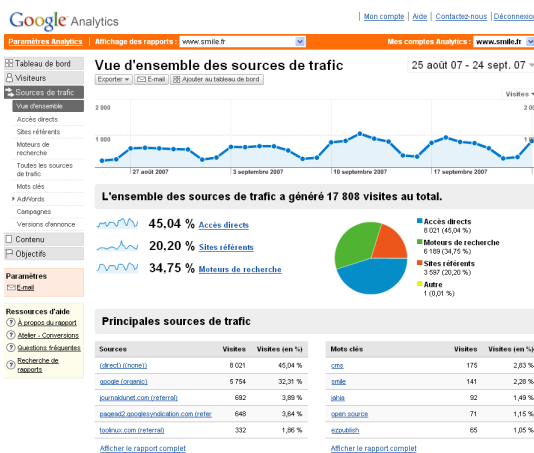 Google Analytics
Mon compte | Aide | Contactez-nous | Déconnexion
Paramètres Analytics | Affichage des rapports : www.smile.fr
Mes comptes Analytics : www.smile.fr
Tableau de bord
Visiteurs
Sources de trafic
Vue d'ensemble
Accès directs
Sites référents
Moteurs de
recherche
Toutes les sources
de trafic
Mots clés
AdWords
Campagnes
Versions d'annonce
Contenu
Objectifs
Paramètres
E-mail
Ressources d'aide
À propos du rapport
Atelier - Conversions
Questions fréquentes
Recherche de
rapports
Vue d'ensemble des sources de trafic
25 août 07 - 24 sept. 07
Exporter
E-mail
Ajouter au tableau de bord
Visites
2 000
1 000
27 août 2007
3 septembre 2007
10 septembre 2007
17 septembre 2007
L'ensemble des sources de trafic a généré 17 808 visites au total.
45,04 % Accès directs
20,20 % Sites référents
34,75 % Moteurs de recherche
Accès directs
8 021 (45,04 %)
Moteurs de recherche
6 189 (34,75 %)
Sites référents
3 597 (20,20 %)
Autre
1 (0,01 %)
Principales sources de trafic
Sources Visites Visites (en %)
(direct) ((none)) 8 021 45,04 %
google (organic) 5 754 32,31 %
journaldunet.com (referral) 692 3,89 %
pagead2.googlesyndication.com (refer 648 3,64 %
toolinux.com (referral) 332 1,86 %
Afficher le rapport complet
Mots clés Visites Visites (en %)
cms 175 2,83 %
smile 141 2,28 %
jahia 92 1,49 %
open source 71 1,15 %
ezpublish 65 1,05 %
Afficher le rapport complet